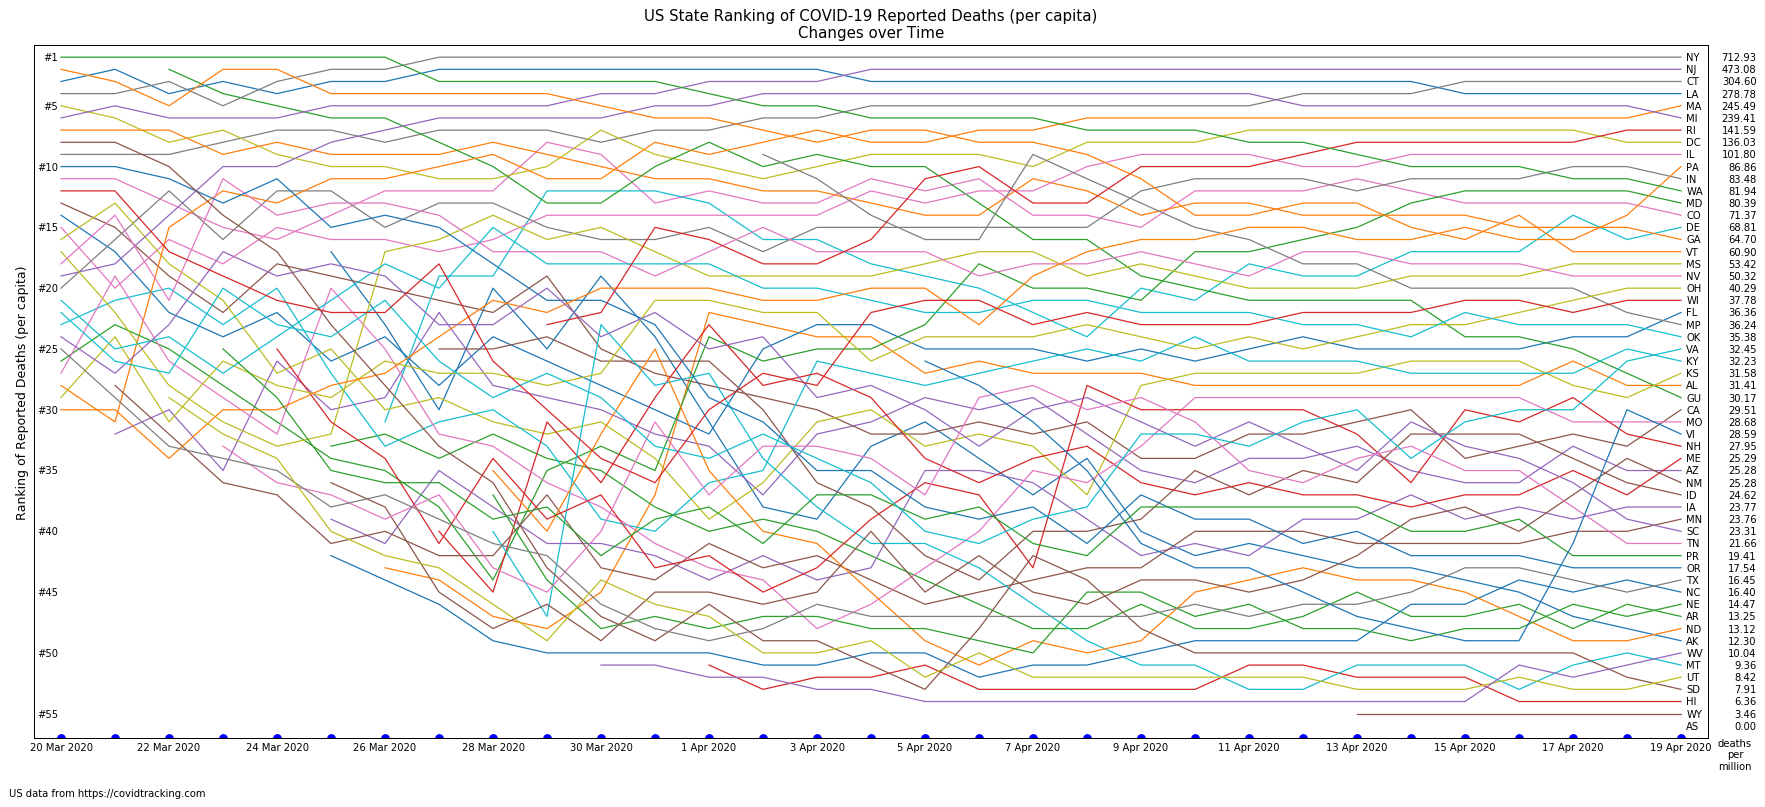 US State Ranking of COVID-19 Reported Deaths (per capita)
Changes over Time
Ranking of Reported Deaths (per capita)
#1
#5
#10
#15
#20
#25
#30
#35
#40
#45
#50
#55
NY 712.93
NJ 473.08
CT 304.60
LA 278.78
MA 245.49
MI 239.41
RI 141.59
DC 136.03
IL 101.80
PA 86.86
IN 83.48
WA 81.94
MD 80.39
CO 71.37
DE 68.81
GA 64.70
VT 60.90
MS 53.42
NV 50.32
OH 40.29
WI 37.78
FL 36.36
MP 36.24
OK 35.38
VA 32.45
KY 32.23
KS 31.58
AL 31.41
GU 30.17
CA 29.51
MO 28.68
VI 28.59
NH 27.95
ME 25.29
AZ 25.28
NM 25.28
ID 24.62
IA 23.77
MN 23.76
SC 23.31
TN 21.66
PR 19.41
OR 17.54
TX 16.45
NC 16.40
NE 14.47
AR 13.25
ND 13.12
AK 12.30
WV 10.04
MT 9.36
UT 8.42
SD 7.91
HI 6.36
WY 3.46
AS 0.00
20 Mar 2020 22 Mar 2020 24 Mar 2020 26 Mar 2020 28 Mar 2020 30 Mar 2020 1 Apr 2020 3 Apr 2020 5 Apr 2020 7 Apr 2020 9 Apr 2020 11 Apr 2020 13 Apr 2020 15 Apr 2020 17 Apr 2020 19 Apr 2020
deaths
per
million
US data from https://covidtracking.com